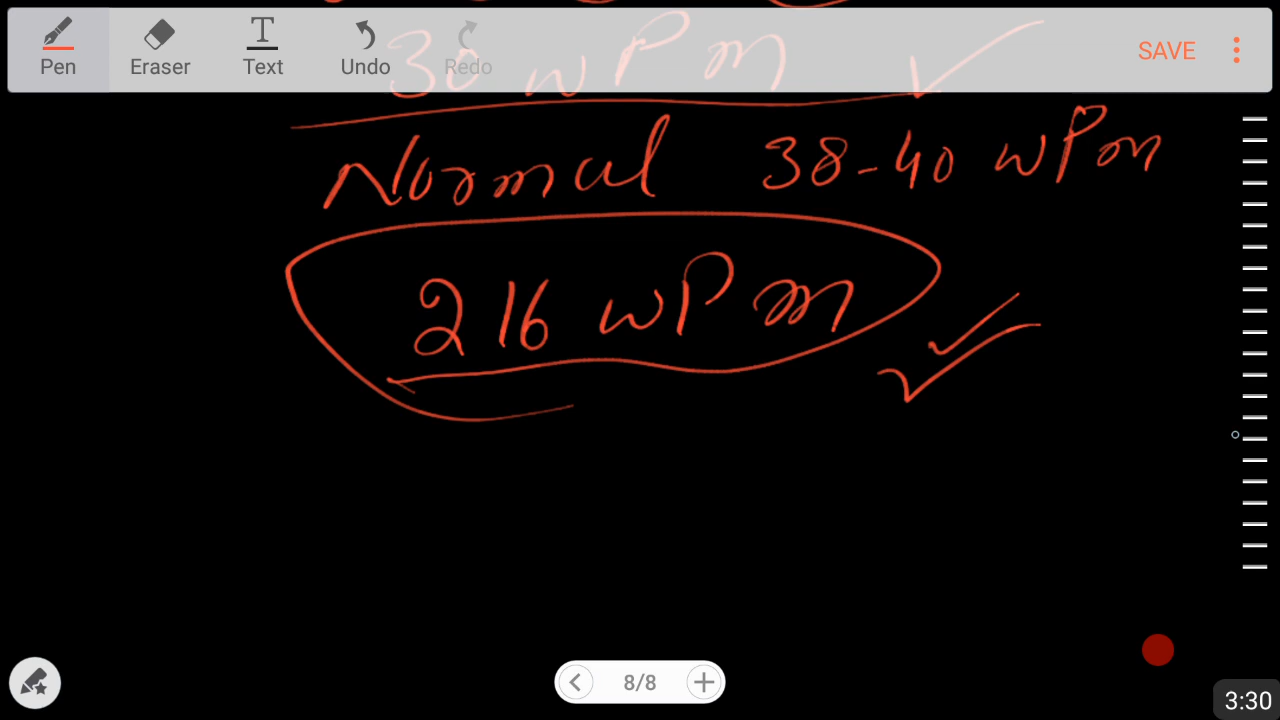 Pen Eraser Text Undo Redo SAVE
30 wPm
Normal 38-40 wPm
216 wPm
8/8
3:30